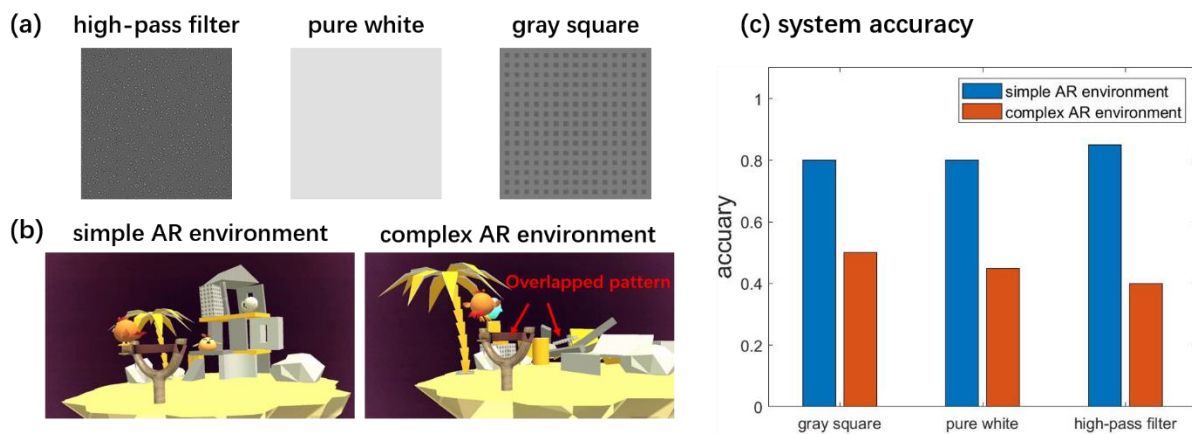 (a)
high-pass filter
pure white
gray square
(b)
simple AR environment
complex AR environment
Overlapped pattern
(c) system accuracy
simple AR environment
complex AR environment
accuary
1
0.8
0.6
0.4
0.2
0
gray square
pure white
high-pass filter